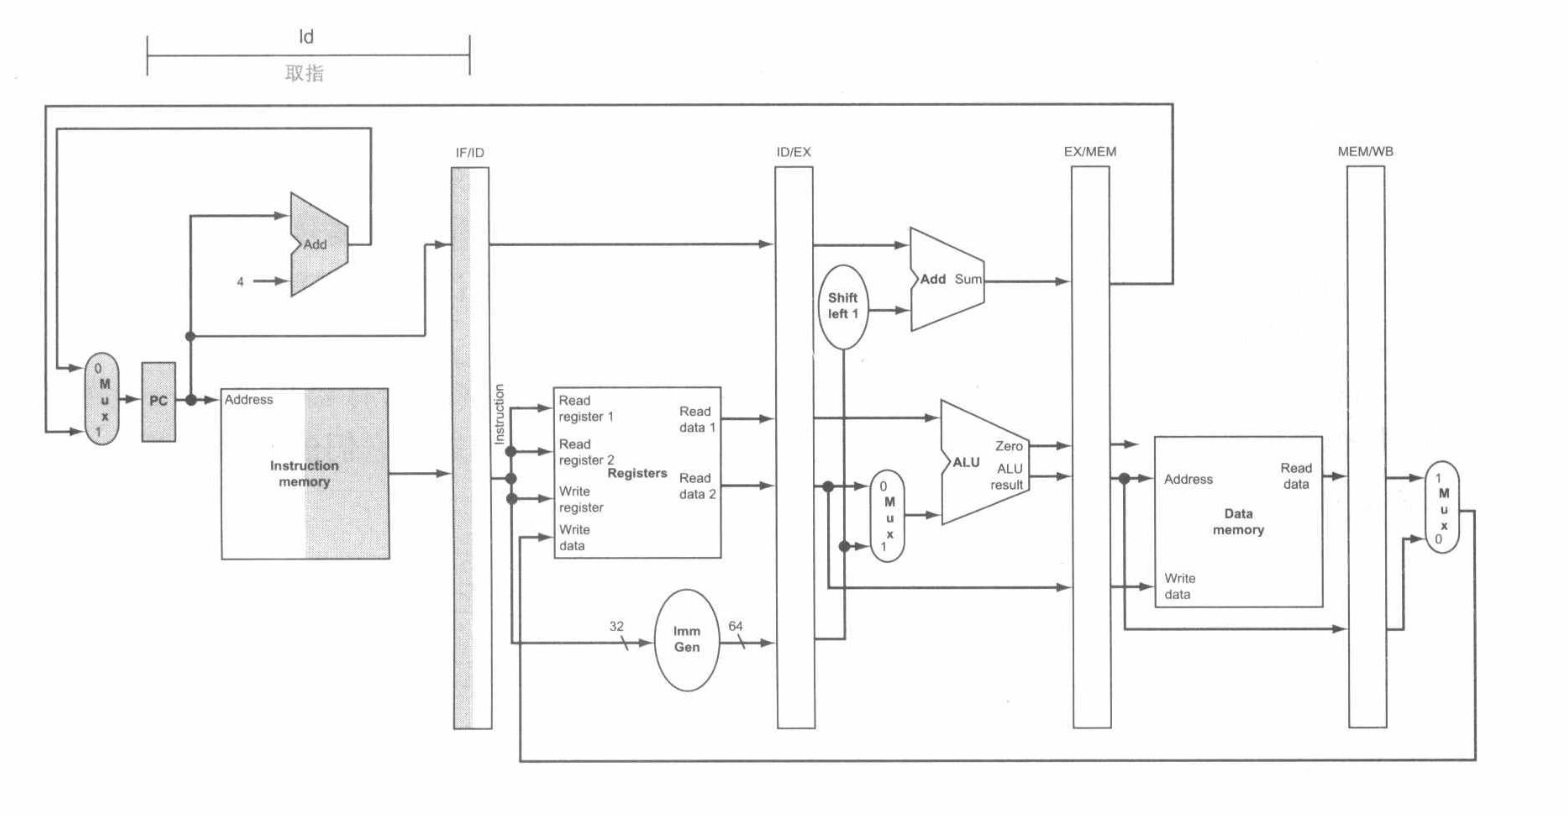 ld
取指
IF/ID
ID/EX
EX/MEM
MEM/WB
Add
4
Add Sum
Shift
left 1
0
M
u
x
1
PC
Address
Instruction
memory
Instruction
Read
register 1
Read
register 2
Write
register
Write
data
Registers
Read
data 1
Read
data 2
0
M
u
x
1
Zero
ALU
ALU
result
Address
Read
data
Data
memory
Write
data
1
M
u
x
0
32
Imm
Gen
64